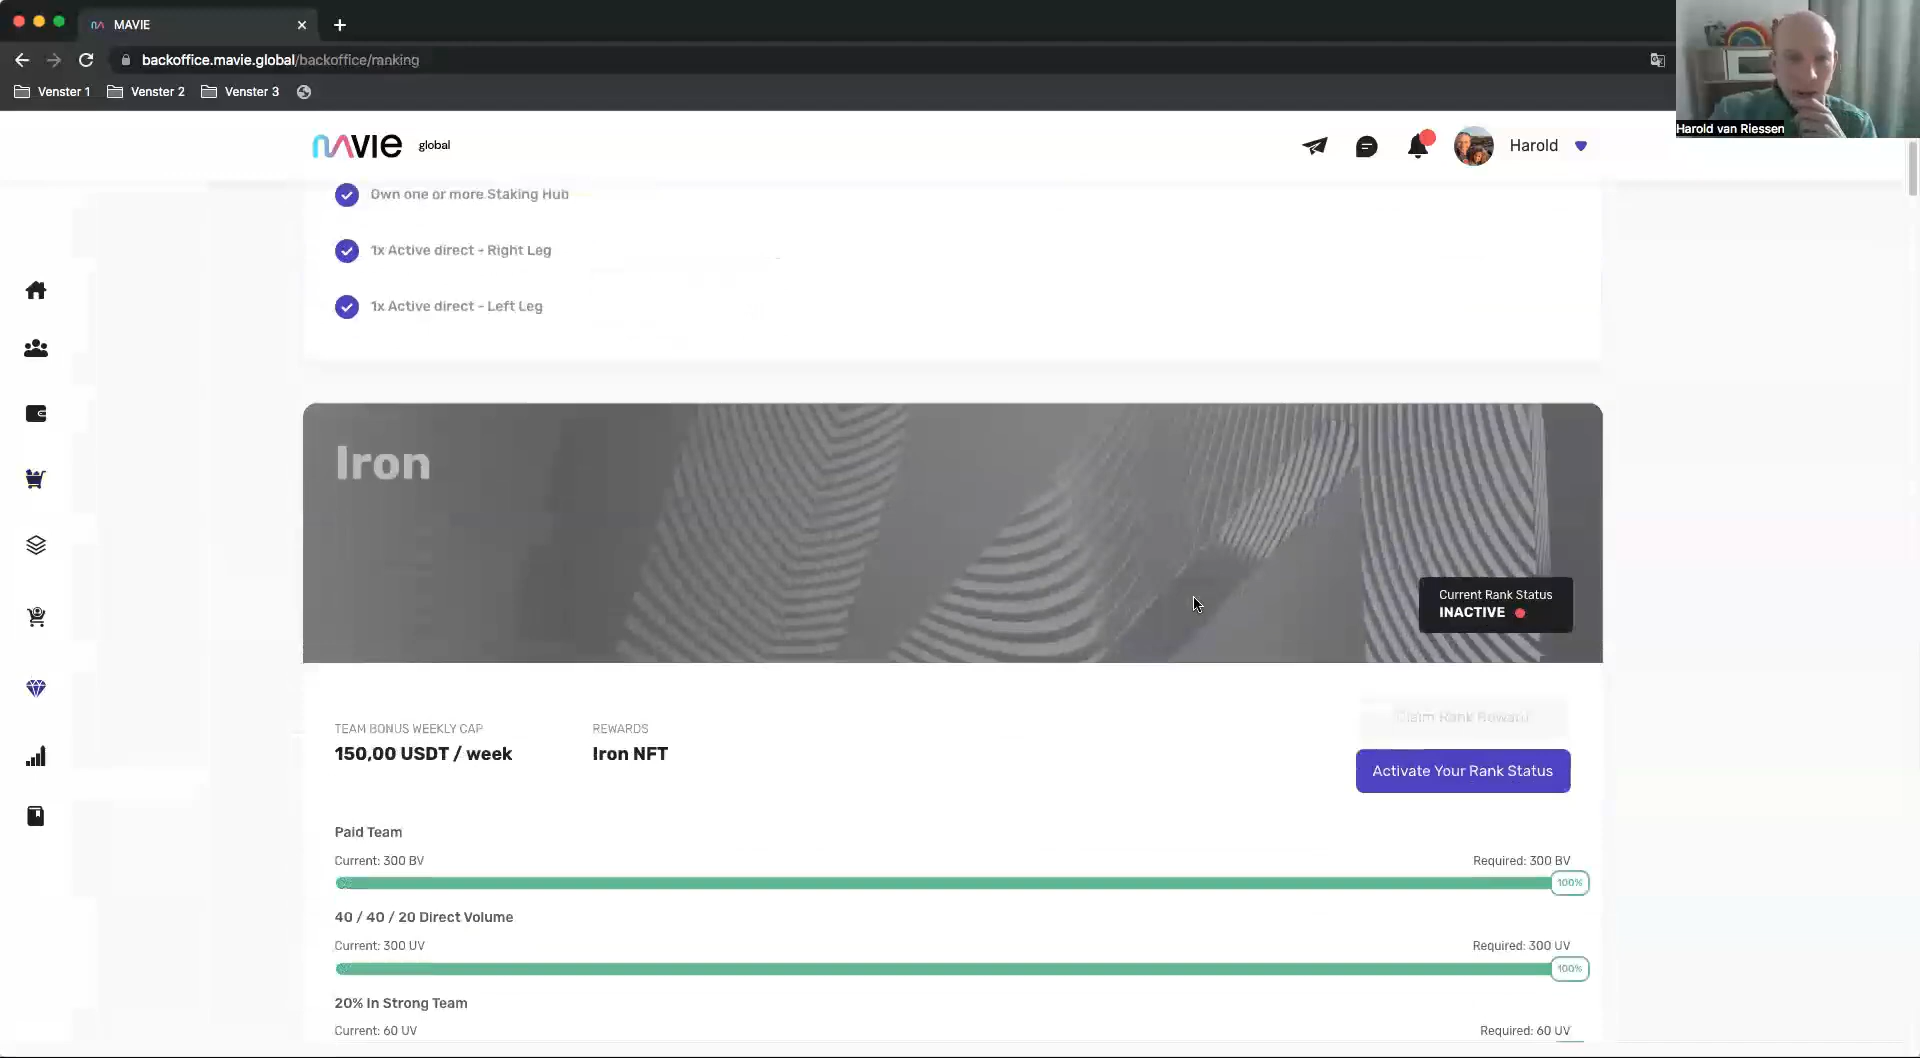 MAVIE
backoffice.mavie.global/backoffice/ranking
Venster 1
Venster 2
Venster 3
Harold van Riessen
mavie global
Harold
Own one or more Staking Hub
1x Active direct - Right Leg
1x Active direct - Left Leg
Iron
Current Rank Status
INACTIVE
TEAM BONUS WEEKLY CAP
150,00 USDT / week
REWARDS
Iron NFT
Claim Rank Reward
Activate Your Rank Status
Paid Team
Current: 300 BV
Required: 300 BV
100%
40 / 40 / 20 Direct Volume
Current: 300 UV
Required: 300 UV
100%
20% In Strong Team
Current: 60 UV
Required: 60 UV